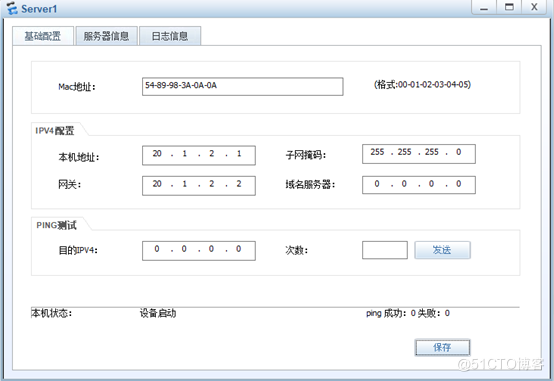 Server1
基础配置 服务器信息 日志信息
Mac地址: 54-89-98-3A-0A-0A (格式:00-01-02-03-04-05)
IPV4配置
本机地址: 20 . 1 . 2 . 1 子网掩码: 255 . 255 . 255 . 0
网关: 20 . 1 . 2 . 2 域名服务器: 0 . 0 . 0 . 0
PING测试
目的IPV4: 0 . 0 . 0 . 0 次数: 发送
本机状态: 设备启动 ping 成功: 0 失败: 0
保存
@51CTO博客